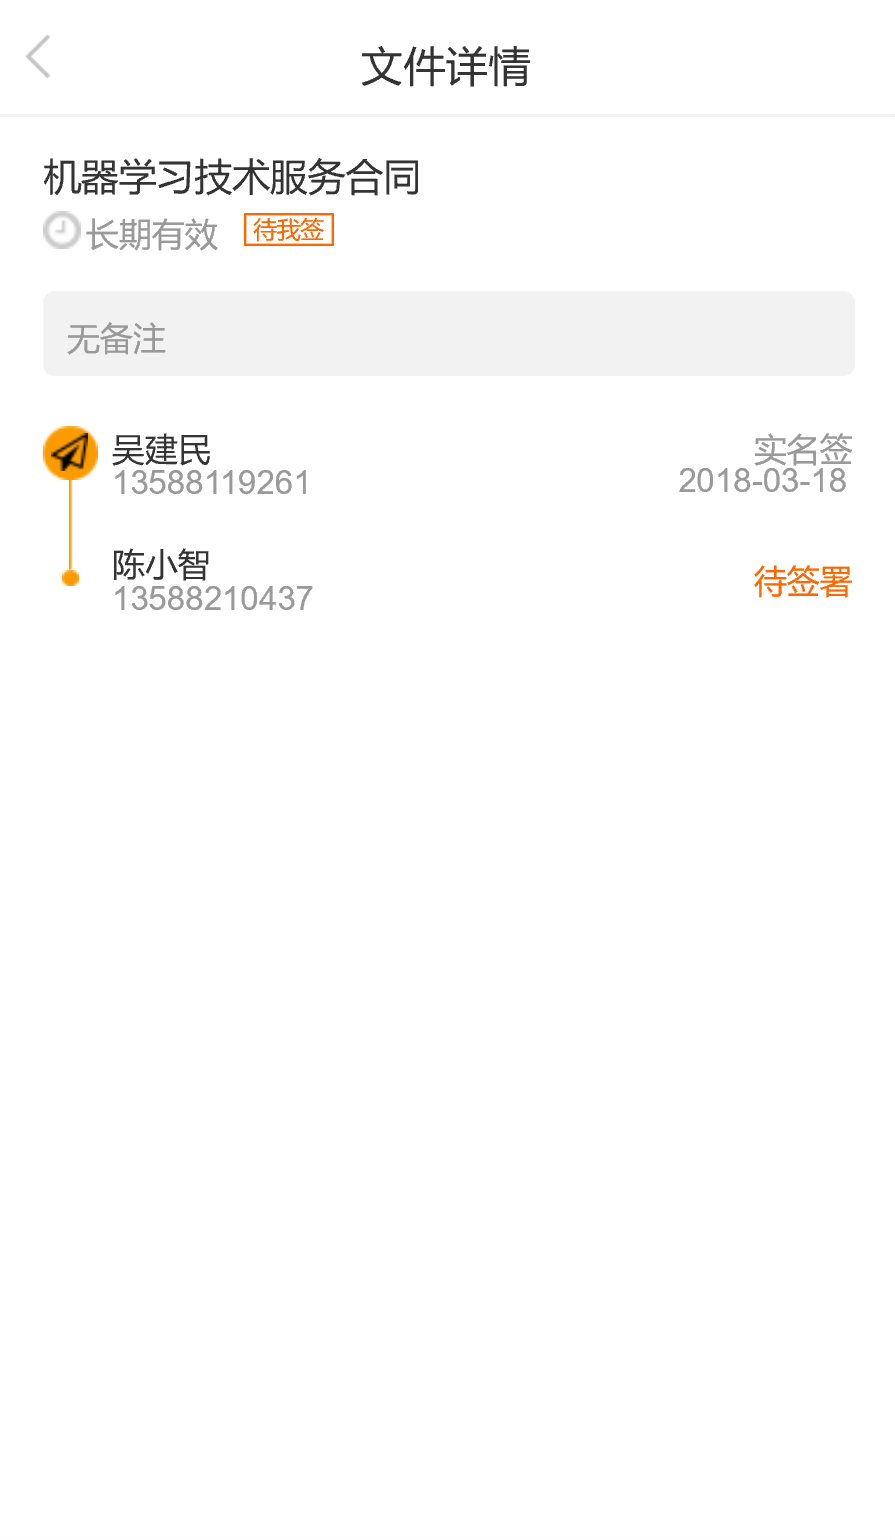 文件详情
机器学习技术服务合同
长期有效 待我签
无备注
吴建民 实名签
13588119261 2018-03-18
陈小智
13588210437 待签署